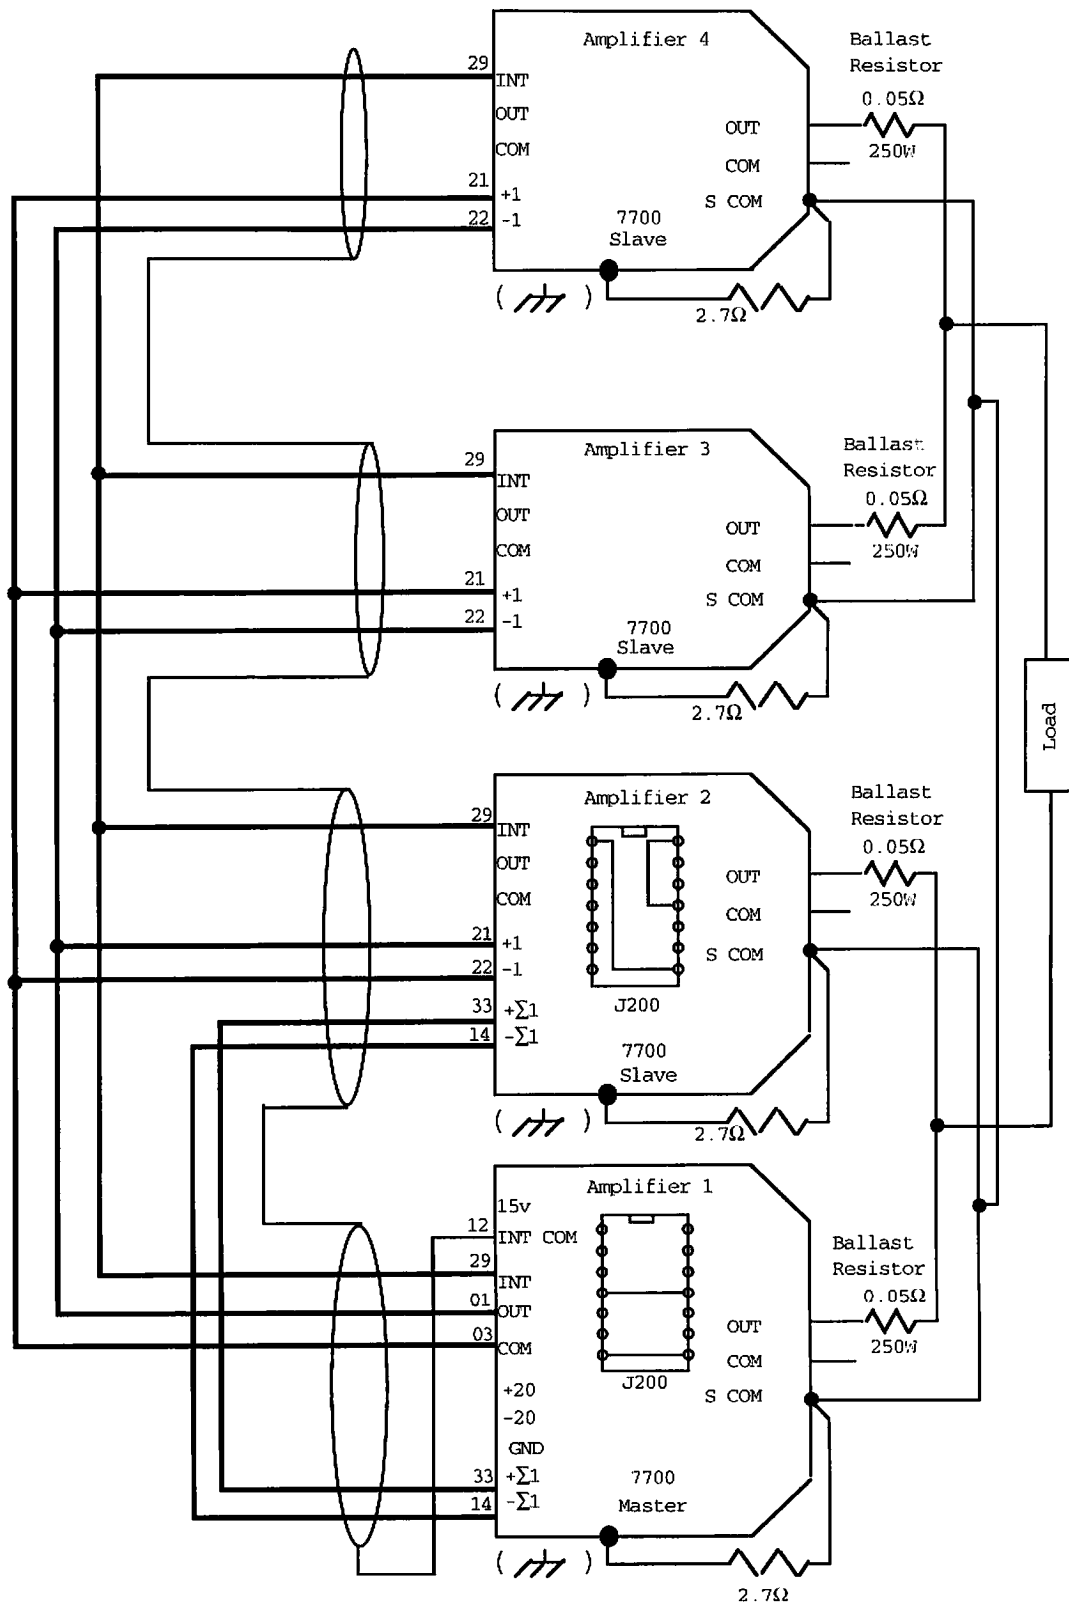 Amplifier 4
Ballast
Resistor
0.05Ω
250W
29
INT
OUT
COM
21
+1
22
-1
OUT
COM
S COM
7700
Slave
( )
2.7Ω
Amplifier 3
Ballast
Resistor
0.05Ω
250W
29
INT
OUT
COM
21
+1
22
-1
OUT
COM
S COM
7700
Slave
( )
2.7Ω
Load
Amplifier 2
Ballast
Resistor
0.05Ω
250W
29
INT
OUT
COM
21
+1
22
-1
33
+Σ1
14
-Σ1
J200
OUT
COM
S COM
7700
Slave
( )
2.7Ω
Amplifier 1
15v
12
INT COM
29
INT
01
OUT
03
COM
+20
-20
GND
33
+Σ1
14
-Σ1
J200
Ballast
Resistor
0.05Ω
250W
OUT
COM
S COM
7700
Master
( )
2.7Ω